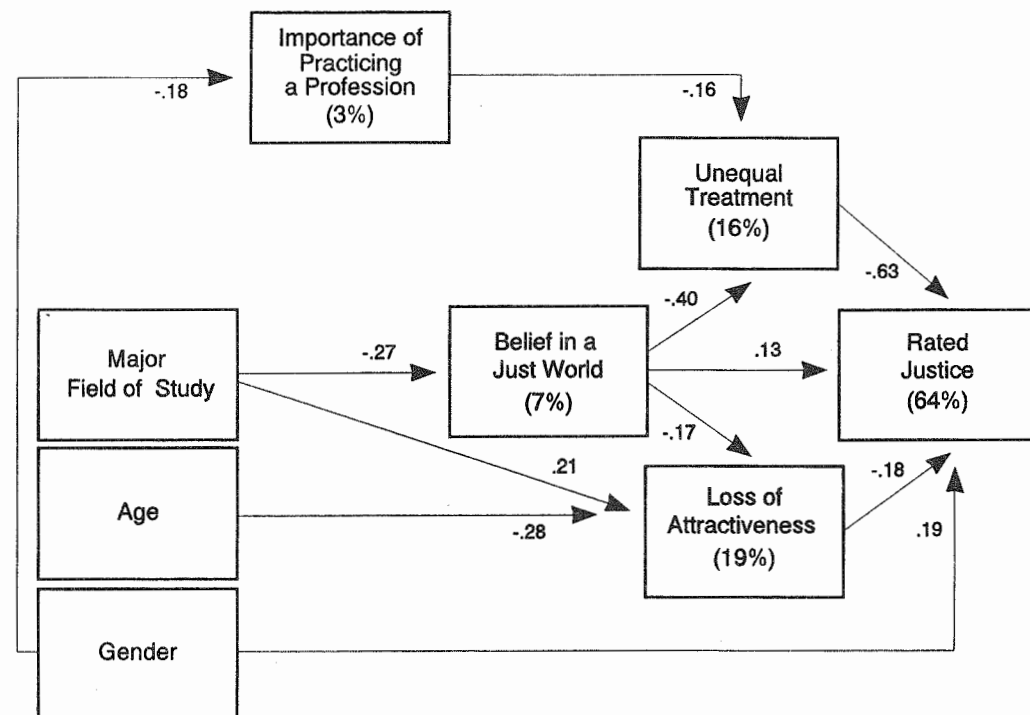 Importance of
Practicing
a Profession
(3%)
-.18
-.16
Unequal
Treatment
(16%)
-.63
-.40
Major
Field of Study
-.27
Belief in a
Just World
(7%)
.13
Rated
Justice
(64%)
-.17
.21
Age
-.28
Loss of
Attractiveness
(19%)
-.18
.19
Gender